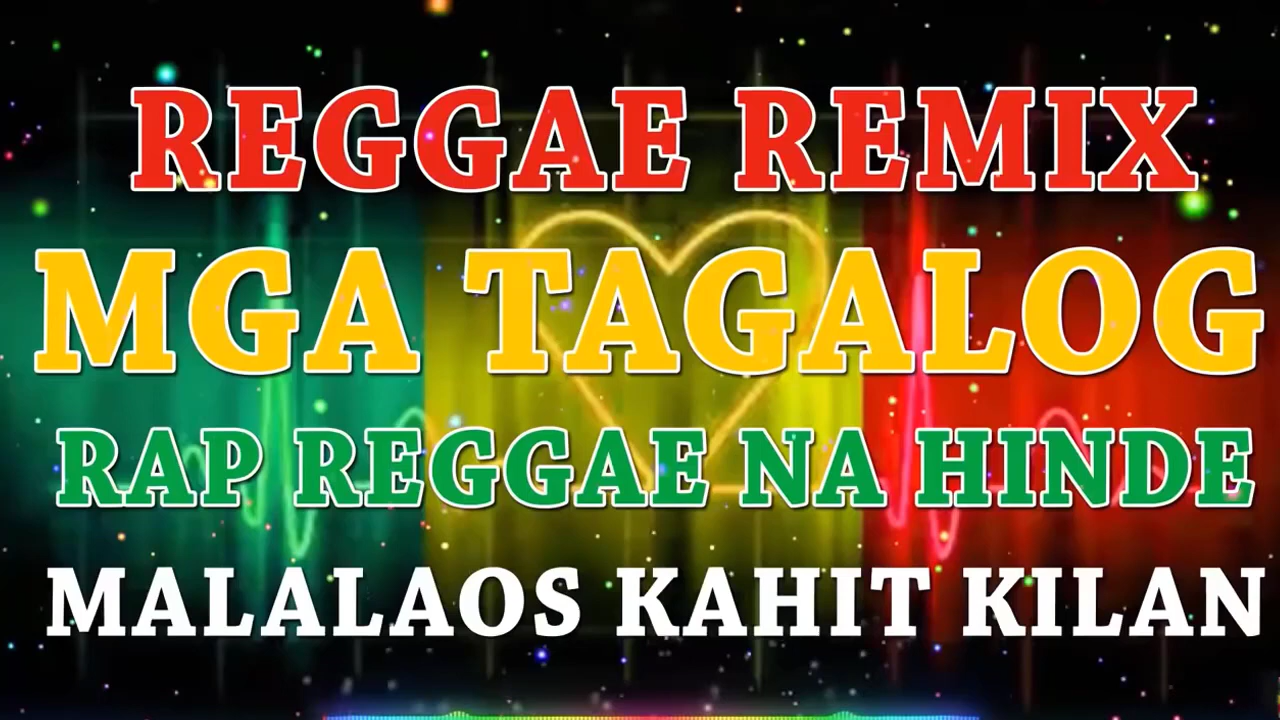 REGGAE REMIX
MGA TAGALOG
RAP REGGAE NA HINDE
MALALAOS KAHIT KILAN